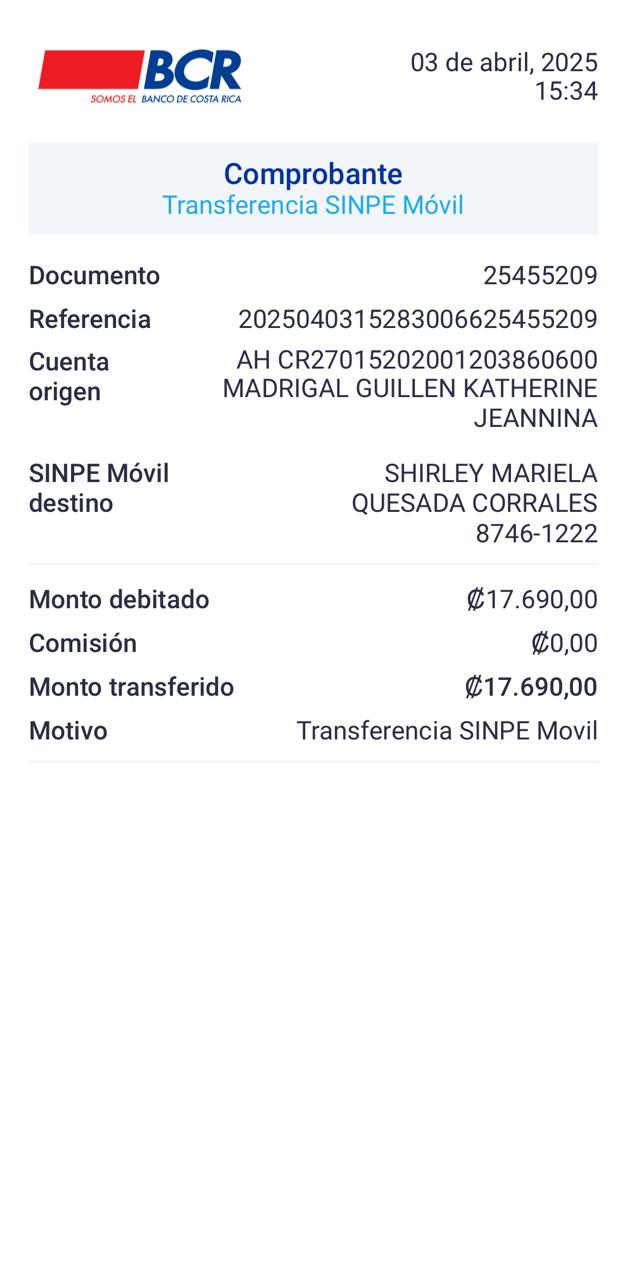 BCR
SOMOS EL BANCO DE COSTA RICA
03 de abril, 2025
15:34
Comprobante
Transferencia SINPE Móvil
Documento 25455209
Referencia 2025040315283006625455209
Cuenta origen AH CR27015202001203860600
MADRIGAL GUILLEN KATHERINE
JEANNINA
SINPE Móvil destino SHIRLEY MARIELA
QUESADA CORRALES
8746-1222
Monto debitado ₡17.690,00
Comisión ₡0,00
Monto transferido ₡17.690,00
Motivo Transferencia SINPE Movil